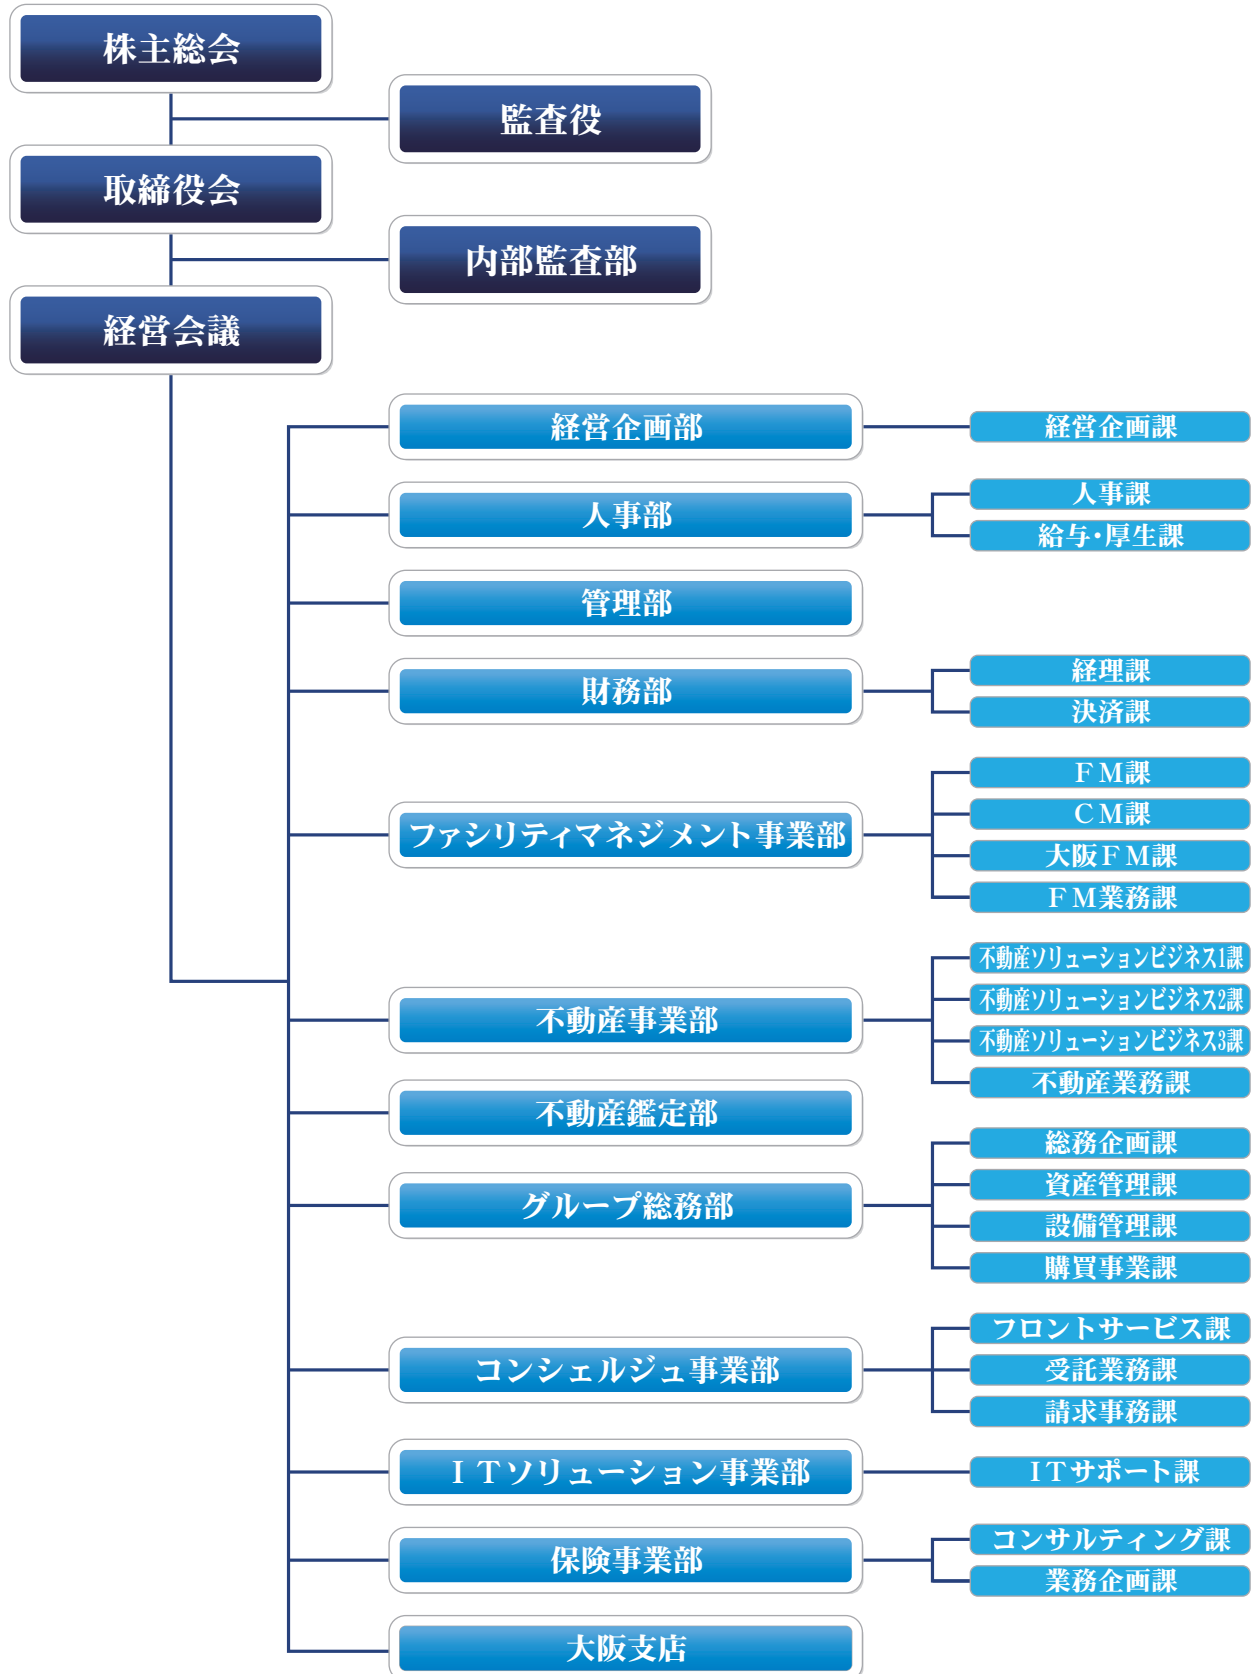 株主総会
監査役
取締役会
内部監査部
経営会議
経営企画部
経営企画課
人事部
人事課
給与・厚生課
管理部
財務部
経理課
決済課
ファシリティマネジメント事業部
ＦＭ課
ＣＭ課
大阪ＦＭ課
ＦＭ業務課
不動産事業部
不動産ソリューションビジネス1課
不動産ソリューションビジネス2課
不動産ソリューションビジネス3課
不動産業務課
不動産鑑定部
グループ総務部
総務企画課
資産管理課
設備管理課
購買事業課
コンシェルジュ事業部
フロントサービス課
受託業務課
請求事務課
ＩＴソリューション事業部
ＩＴサポート課
保険事業部
コンサルティング課
業務企画課
大阪支店